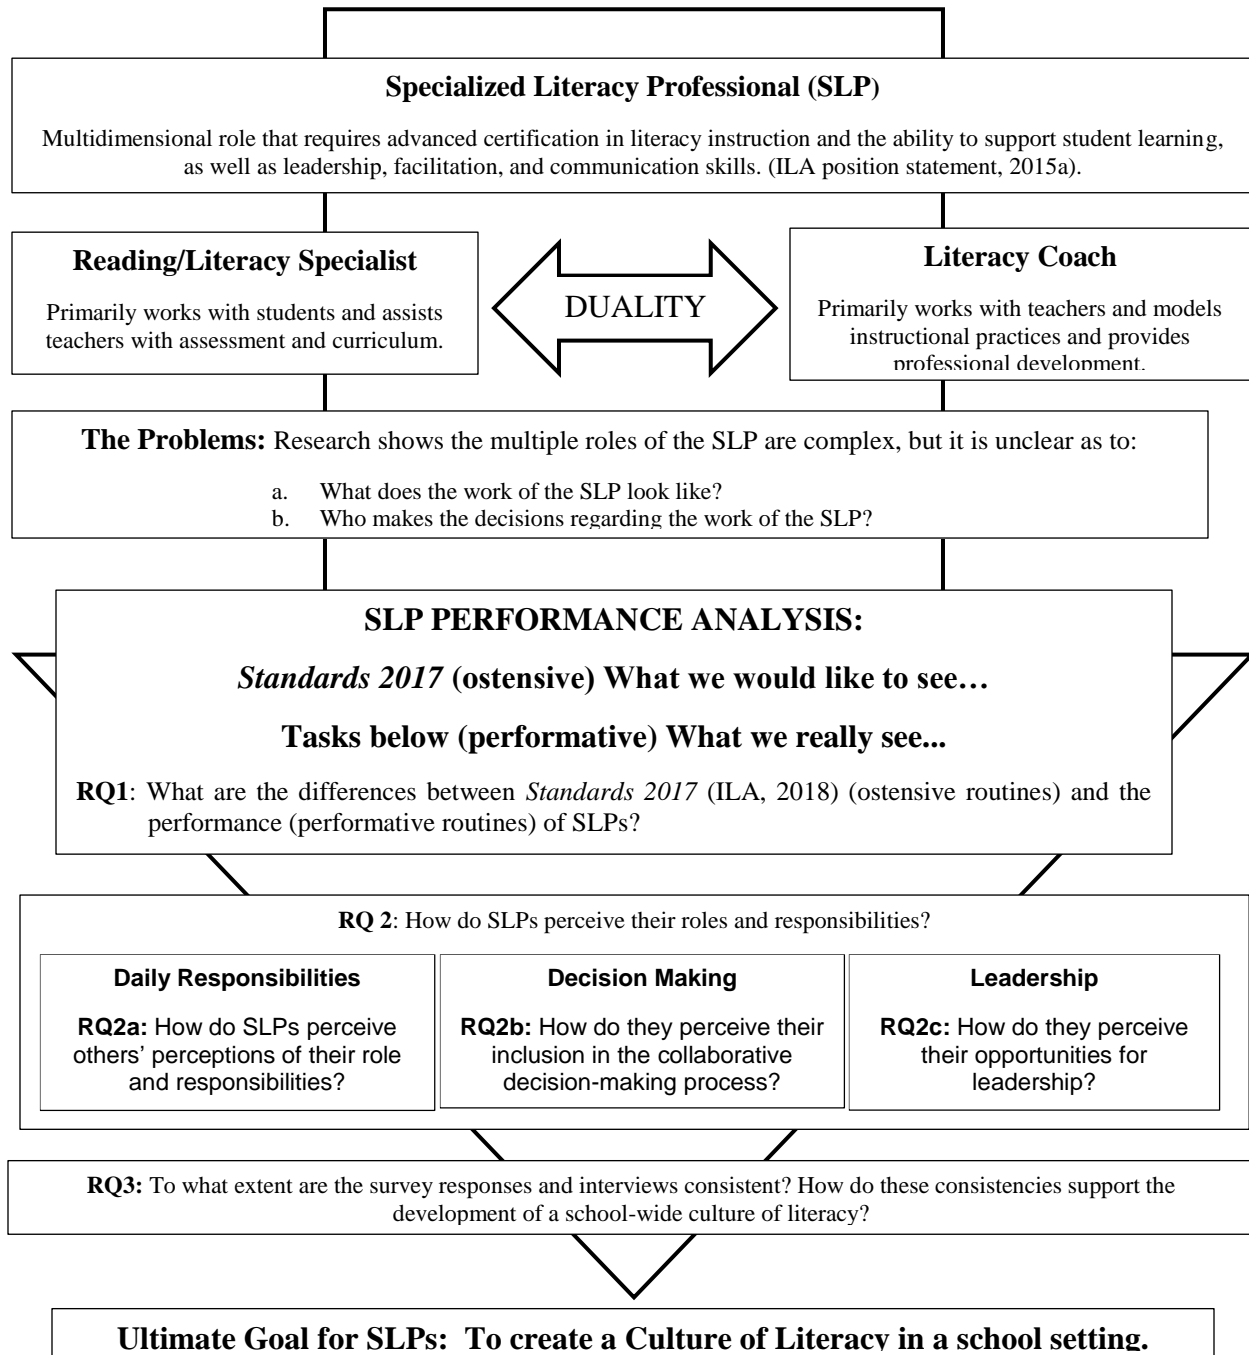 Specialized Literacy Professional (SLP)
Multidimensional role that requires advanced certification in literacy instruction and the ability to support student learning,
as well as leadership, facilitation, and communication skills. (ILA position statement, 2015a).
Reading/Literacy Specialist
Primarily works with students and assists
teachers with assessment and curriculum.
DUALITY
Literacy Coach
Primarily works with teachers and models
instructional practices and provides
professional development.
The Problems: Research shows the multiple roles of the SLP are complex, but it is unclear as to:
a. What does the work of the SLP look like?
b. Who makes the decisions regarding the work of the SLP?
SLP PERFORMANCE ANALYSIS:
Standards 2017 (ostensive) What we would like to see…
Tasks below (performative) What we really see...
RQ1: What are the differences between Standards 2017 (ILA, 2018) (ostensive routines) and the
performance (performative routines) of SLPs?
RQ 2: How do SLPs perceive their roles and responsibilities?
Daily Responsibilities
RQ2a: How do SLPs perceive
others’ perceptions of their role
and responsibilities?
Decision Making
RQ2b: How do they perceive their
inclusion in the collaborative
decision-making process?
Leadership
RQ2c: How do they perceive
their opportunities for
leadership?
RQ3: To what extent are the survey responses and interviews consistent? How do these consistencies support the
development of a school-wide culture of literacy?
Ultimate Goal for SLPs: To create a Culture of Literacy in a school setting.